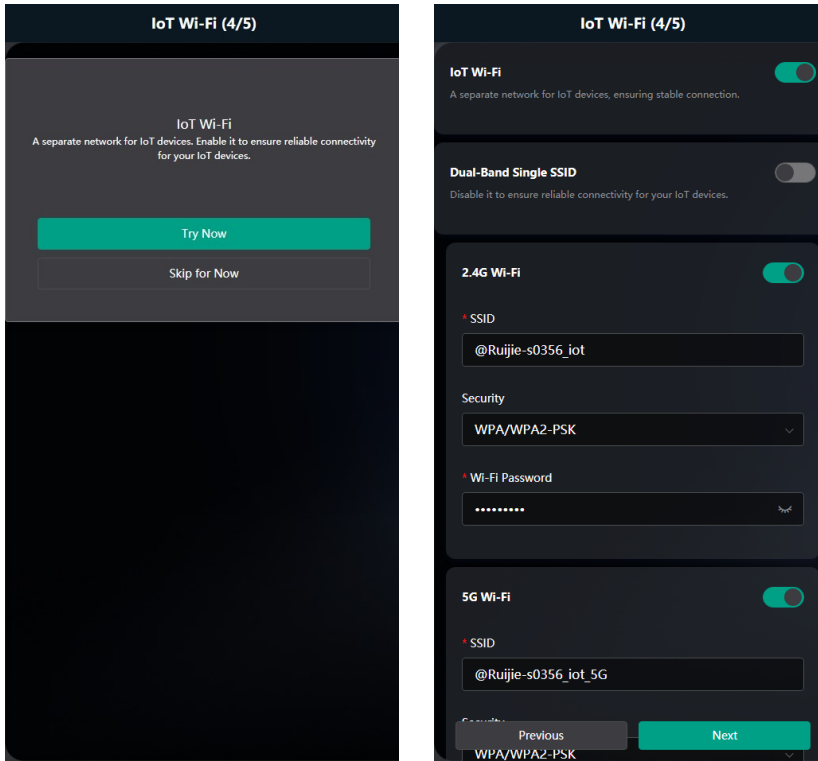 IoT Wi-Fi (4/5)
IoT Wi-Fi
A separate network for IoT devices. Enable it to ensure reliable connectivity
for your IoT devices.
Try Now
Skip for Now
IoT Wi-Fi (4/5)
IoT Wi-Fi
A separate network for IoT devices, ensuring stable connection.
Dual-Band Single SSID
Disable it to ensure reliable connectivity for your IoT devices.
2.4G Wi-Fi
* SSID
@Ruijie-s0356_iot
Security
WPA/WPA2-PSK
* Wi-Fi Password
•••••••••
5G Wi-Fi
* SSID
@Ruijie-s0356_iot_5G
Security
Previous
Next
WPA/WPA2-PSK